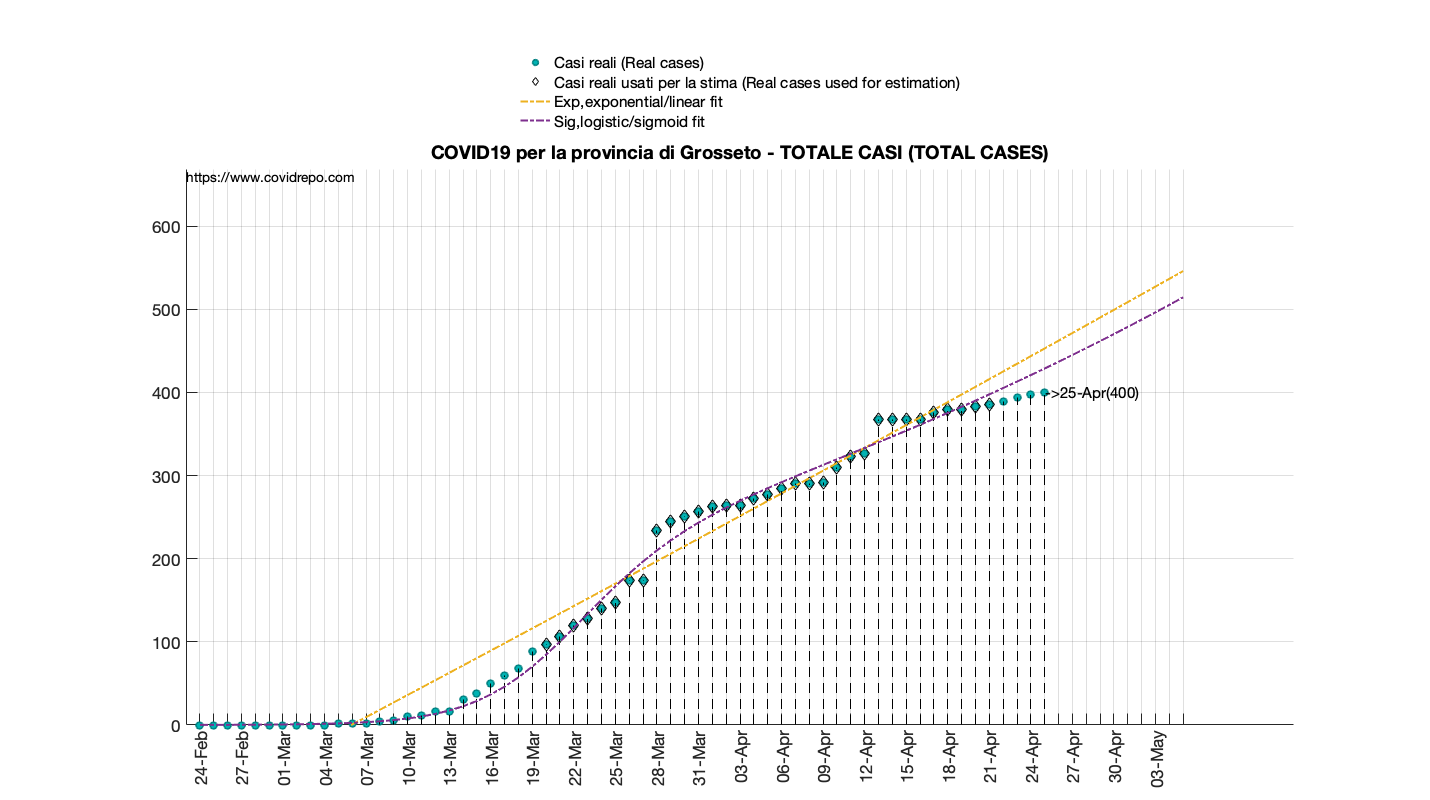 Casi reali (Real cases)
Casi reali usati per la stima (Real cases used for estimation)
Exp,exponential/linear fit
Sig,logistic/sigmoid fit
COVID19 per la provincia di Grosseto - TOTALE CASI (TOTAL CASES)
https://www.covidrepo.com
600
500
400
>25-Apr(400)
300
200
100
0
24-Feb
27-Feb
01-Mar
04-Mar
07-Mar
10-Mar
13-Mar
16-Mar
19-Mar
22-Mar
25-Mar
28-Mar
31-Mar
03-Apr
06-Apr
09-Apr
12-Apr
15-Apr
18-Apr
21-Apr
24-Apr
27-Apr
30-Apr
03-May